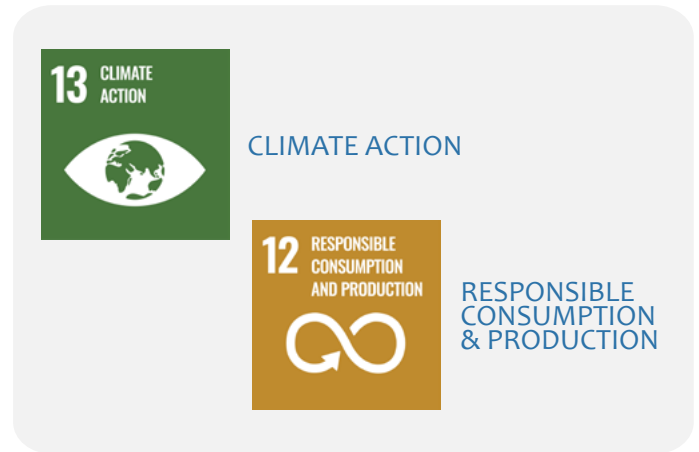 13 CLIMATE
ACTION
CLIMATE ACTION
12 RESPONSIBLE
CONSUMPTION
AND PRODUCTION
RESPONSIBLE
CONSUMPTION
& PRODUCTION